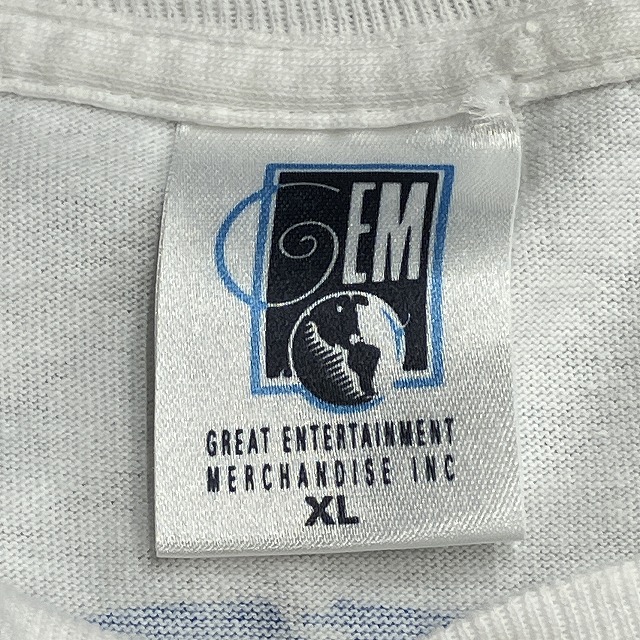 GEM
GREAT ENTERTAINMENT
MERCHANDISE INC
XL